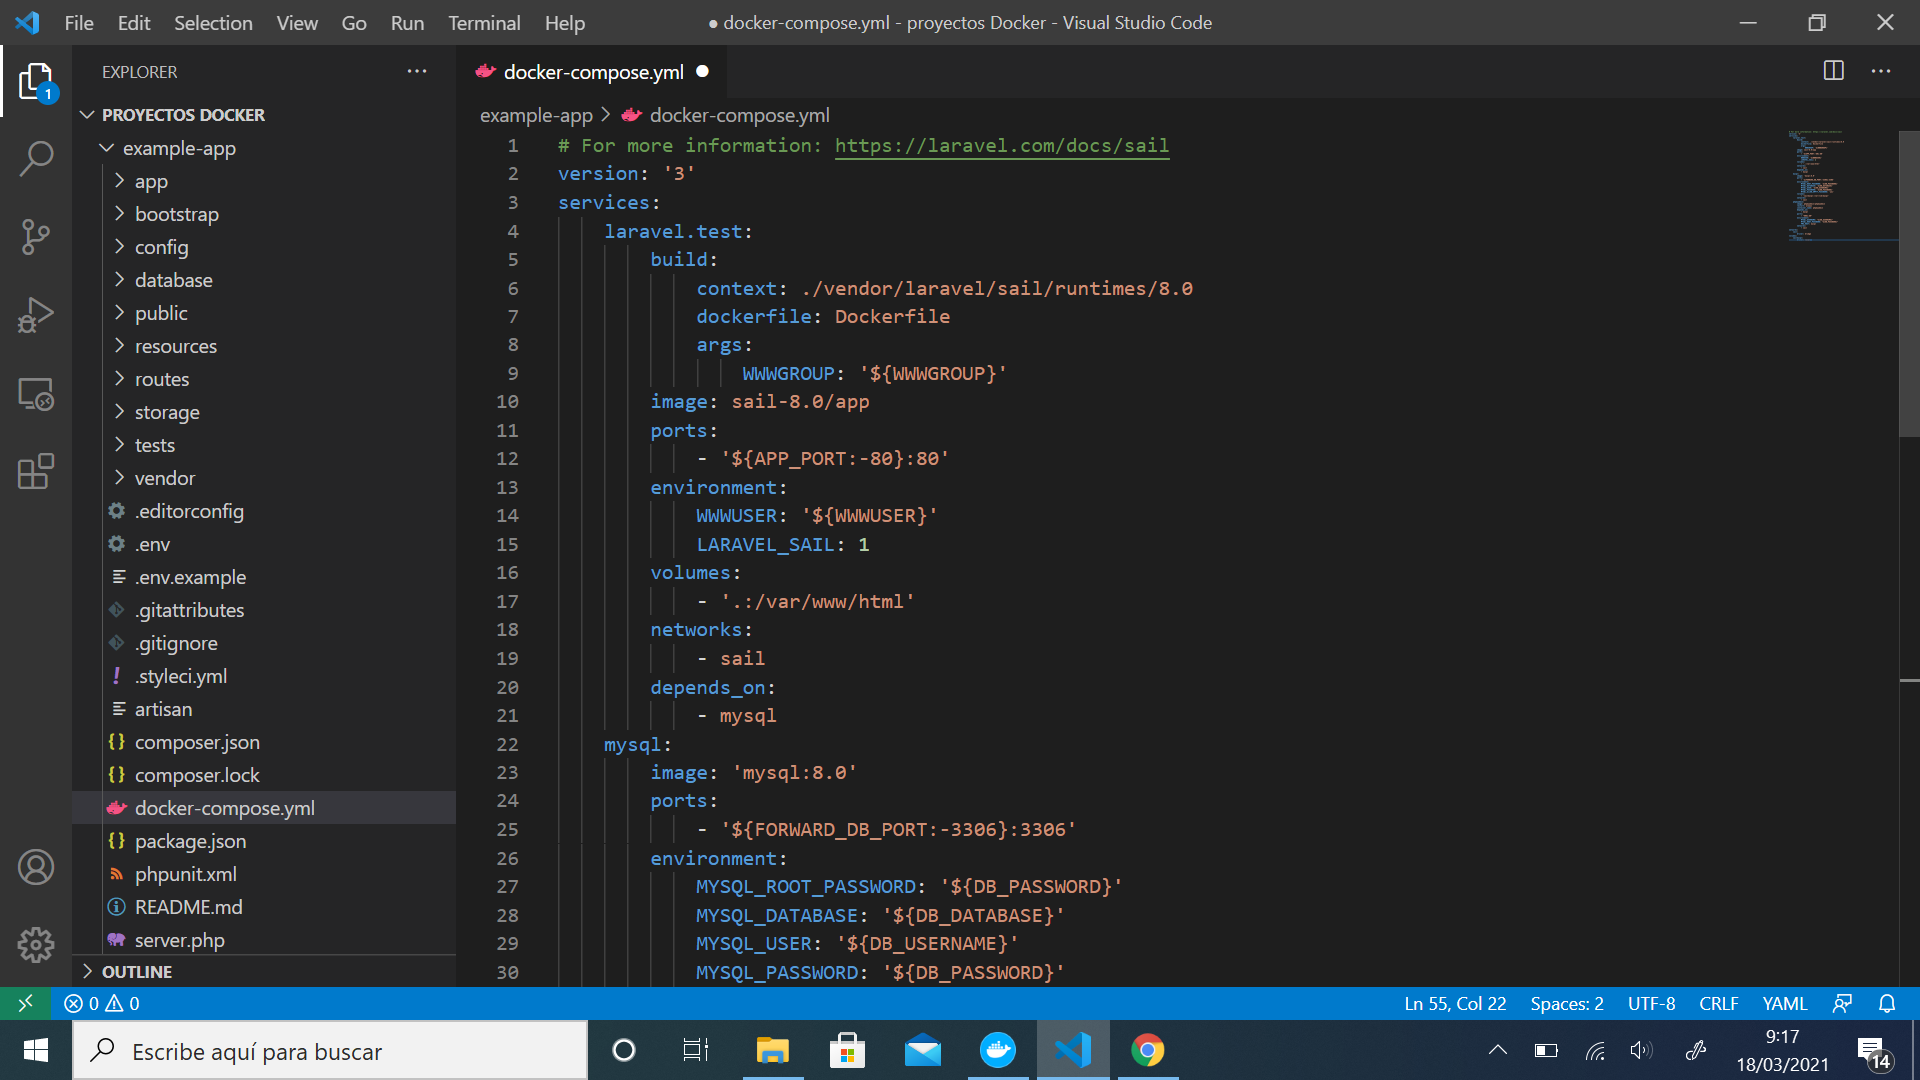 File Edit Selection View Go Run Terminal Help
● docker-compose.yml - proyectos Docker - Visual Studio Code
EXPLORER
1
PROYECTOS DOCKER
example-app
app
bootstrap
config
database
public
resources
routes
storage
tests
vendor
.editorconfig
.env
.env.example
.gitattributes
.gitignore
.styleci.yml
artisan
composer.json
composer.lock
docker-compose.yml
package.json
phpunit.xml
README.md
server.php
OUTLINE
docker-compose.yml
example-app > docker-compose.yml
1 # For more information: https://laravel.com/docs/sail
2 version: '3'
3 services:
4 laravel.test:
5 build:
6 context: ./vendor/laravel/sail/runtimes/8.0
7 dockerfile: Dockerfile
8 args:
9 WWWGROUP: '${WWWGROUP}'
10 image: sail-8.0/app
11 ports:
12 - '${APP_PORT:-80}:80'
13 environment:
14 WWWUSER: '${WWWUSER}'
15 LARAVEL_SAIL: 1
16 volumes:
17 - '.:/var/www/html'
18 networks:
19 - sail
20 depends_on:
21 - mysql
22 mysql:
23 image: 'mysql:8.0'
24 ports:
25 - '${FORWARD_DB_PORT:-3306}:3306'
26 environment:
27 MYSQL_ROOT_PASSWORD: '${DB_PASSWORD}'
28 MYSQL_DATABASE: '${DB_DATABASE}'
29 MYSQL_USER: '${DB_USERNAME}'
30 MYSQL_PASSWORD: '${DB_PASSWORD}'
0 0
Ln 55, Col 22 Spaces: 2 UTF-8 CRLF YAML
Escribe aquí para buscar
9:17
18/03/2021
14